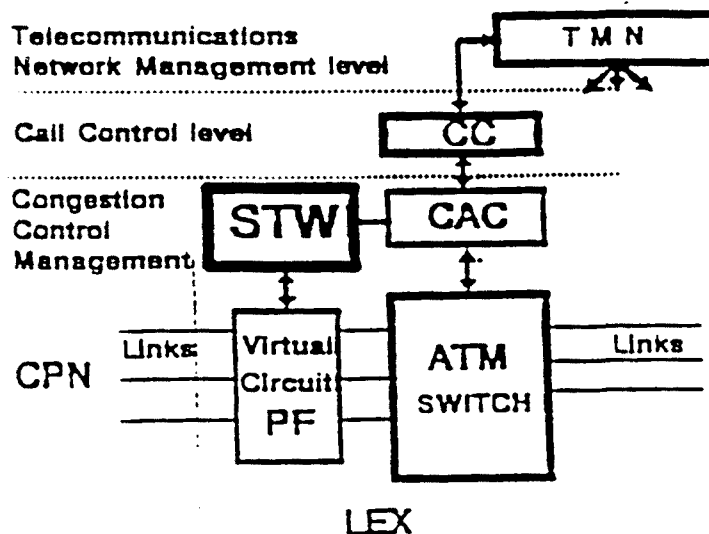 Telecommunications
Network Management level
TMN
Call Control level
CC
Congestion
Control
Management
STW
CAC
CPN
Links
Virtual
Circuit
PF
ATM
SWITCH
Links
LEX